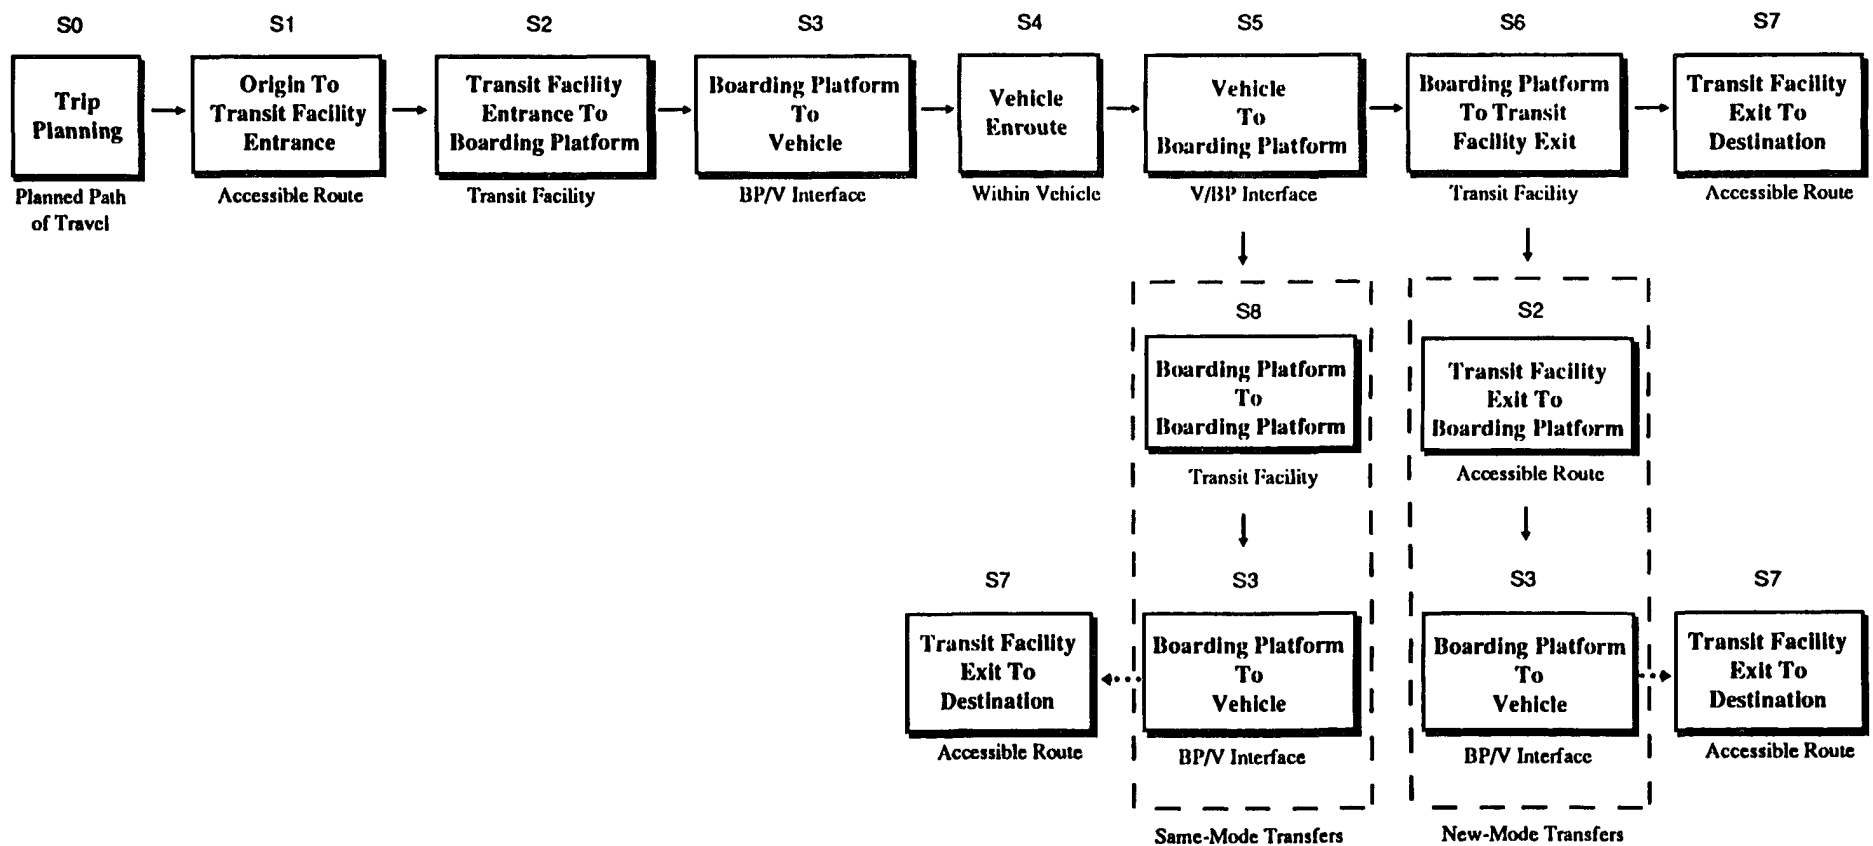 S0
S1
S2
S3
S4
S5
S6
S7
Trip
Planning
Origin To
Transit Facility
Entrance
Transit Facility
Entrance To
Boarding Platform
Boarding Platform
To
Vehicle
Vehicle
Enroute
Vehicle
To
Boarding Platform
Boarding Platform
To Transit
Facility Exit
Transit Facility
Exit To
Destination
Planned Path
of Travel
Accessible Route
Transit Facility
BP/V Interface
Within Vehicle
V/BP Interface
Transit Facility
Accessible Route
S8
Boarding Platform
To
Boarding Platform
Transit Facility
S2
Transit Facility
Exit To
Boarding Platform
Accessible Route
S7
Transit Facility
Exit To
Destination
Accessible Route
S3
Boarding Platform
To
Vehicle
BP/V Interface
S3
Boarding Platform
To
Vehicle
BP/V Interface
S7
Transit Facility
Exit To
Destination
Accessible Route
Same-Mode Transfers
New-Mode Transfers